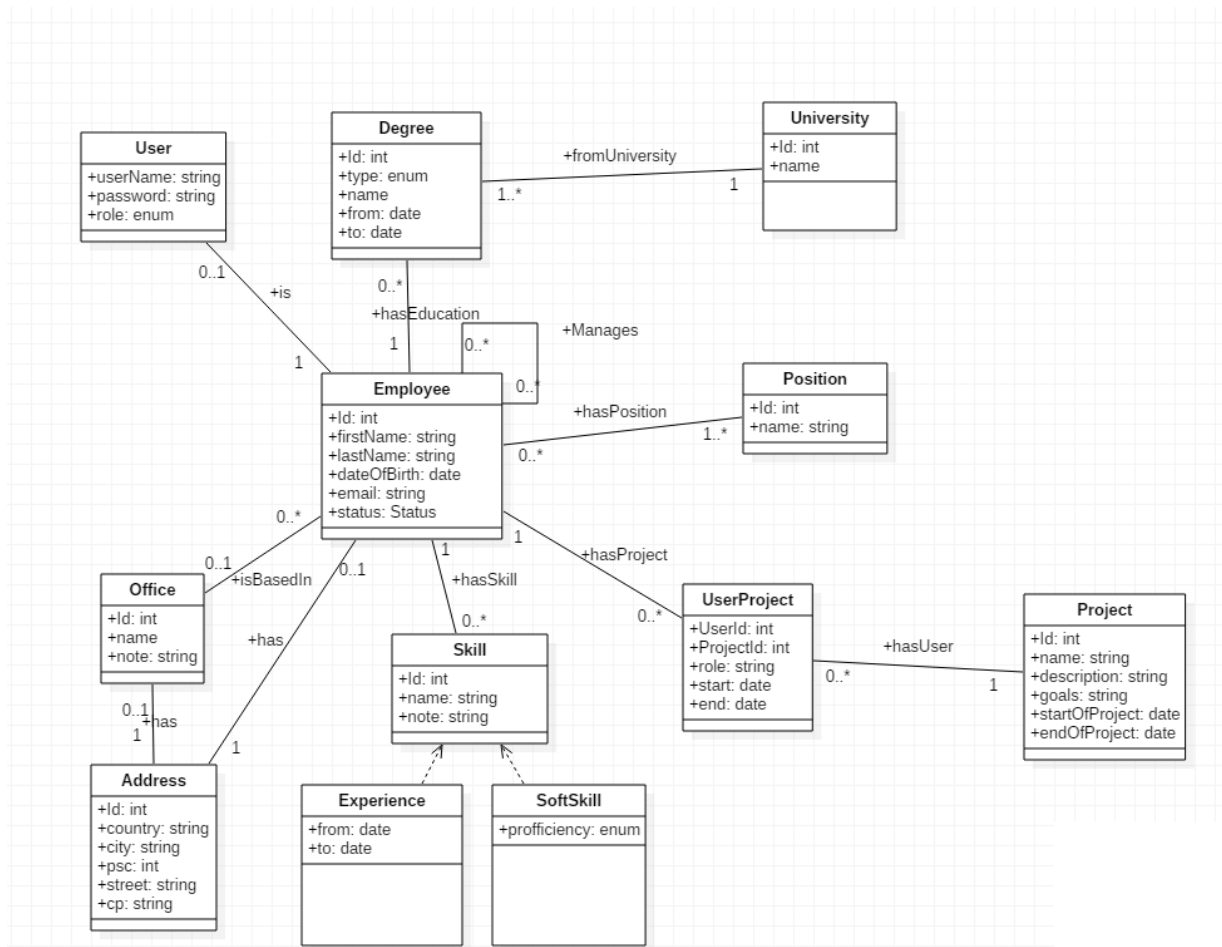 User
+userName: string
+password: string
+role: enum
Degree
+Id: int
+type: enum
+name
+from: date
+to: date
University
+Id: int
+name
+fromUniversity
1..*
1
0..1
+is
1
0..*
+hasEducation
1
+Manages
0..*
0..*
Employee
+Id: int
+firstName: string
+lastName: string
+dateOfBirth: date
+email: string
+status: Status
Position
+Id: int
+name: string
+hasPosition
0..*
1..*
0..*
0..1
+isBasedIn
Office
+Id: int
+name
+note: string
0..1
+has
1
0..1
+has
1
1
+hasSkill
0..*
Skill
+Id: int
+name: string
+note: string
1
+hasProject
0..*
UserProject
+UserId: int
+ProjectId: int
+role: string
+start: date
+end: date
+hasUser
0..*
1
Project
+Id: int
+name: string
+description: string
+goals: string
+startOfProject: date
+endOfProject: date
Address
+Id: int
+country: string
+city: string
+psc: int
+street: string
+cp: string
Experience
+from: date
+to: date
SoftSkill
+profficiency: enum